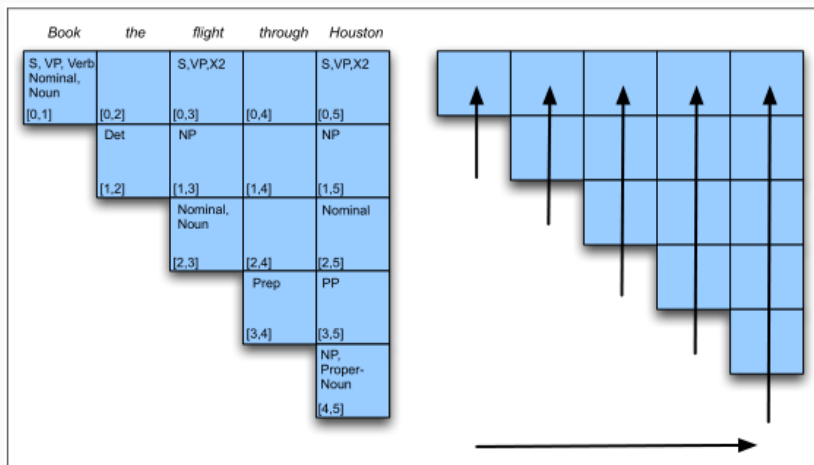 Book the flight through Houston
S, VP, Verb S,VP,X2 S,VP,X2
Nominal,
Noun
[0,1] [0,2] [0,3] [0,4] [0,5]
Det NP NP
[1,2] [1,3] [1,4] [1,5]
Nominal, Nominal
Noun
[2,3] [2,4] [2,5]
Prep PP
[3,4] [3,5]
NP,
Proper-
Noun
[4,5]